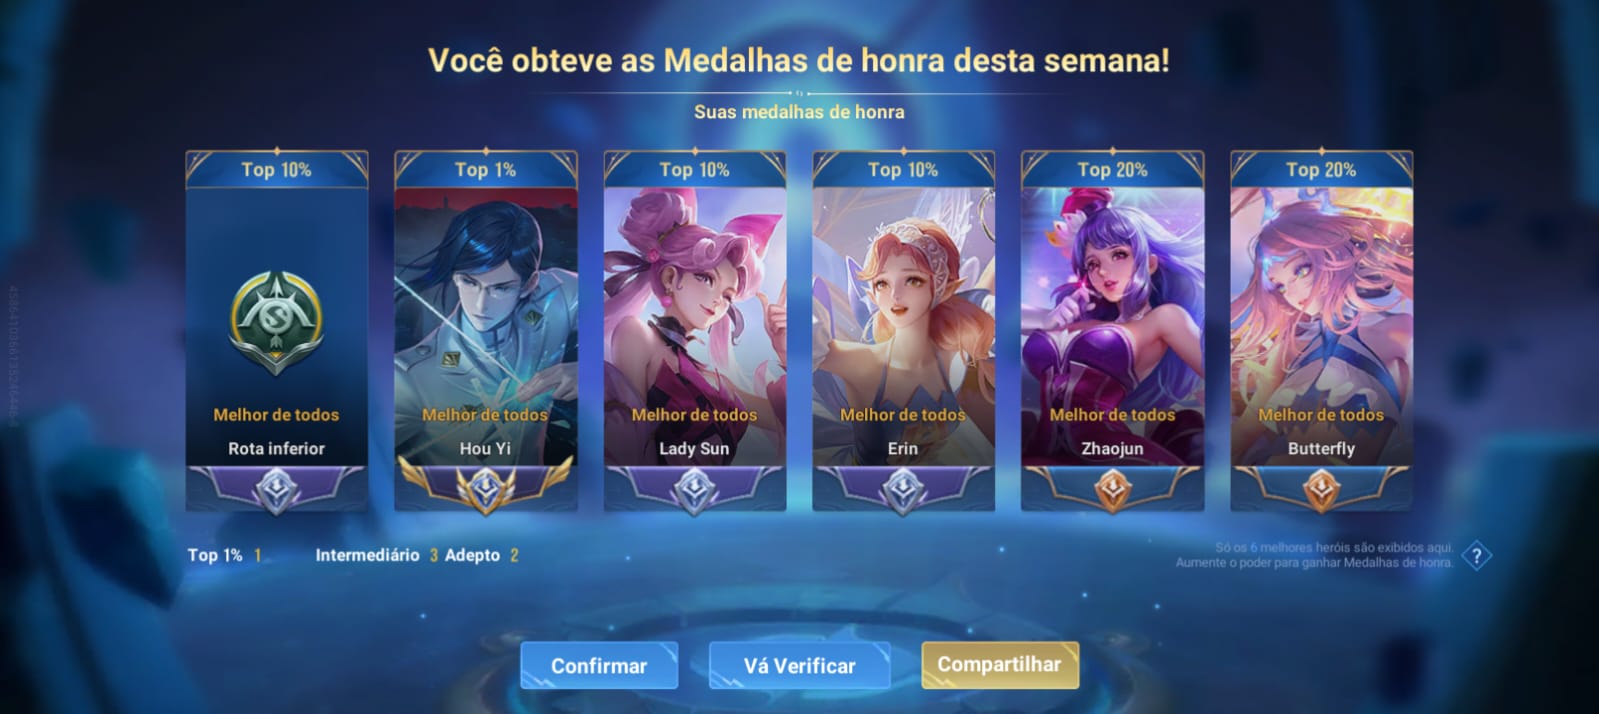 Você obteve as Medalhas de honra desta semana!
Suas medalhas de honra
Top 10%
Melhor de todos
Rota inferior
Top 1%
Melhor de todos
Hou Yi
Top 10%
Melhor de todos
Lady Sun
Top 10%
Melhor de todos
Erin
Top 20%
Melhor de todos
Zhaojun
Top 20%
Melhor de todos
Butterfly
Top 1% 1 Intermediário 3 Adepto 2
Só os 6 melhores heróis são exibidos aqui.
Aumente o poder para ganhar Medalhas de honra.
?
Confirmar
Vá Verificar
Compartilhar